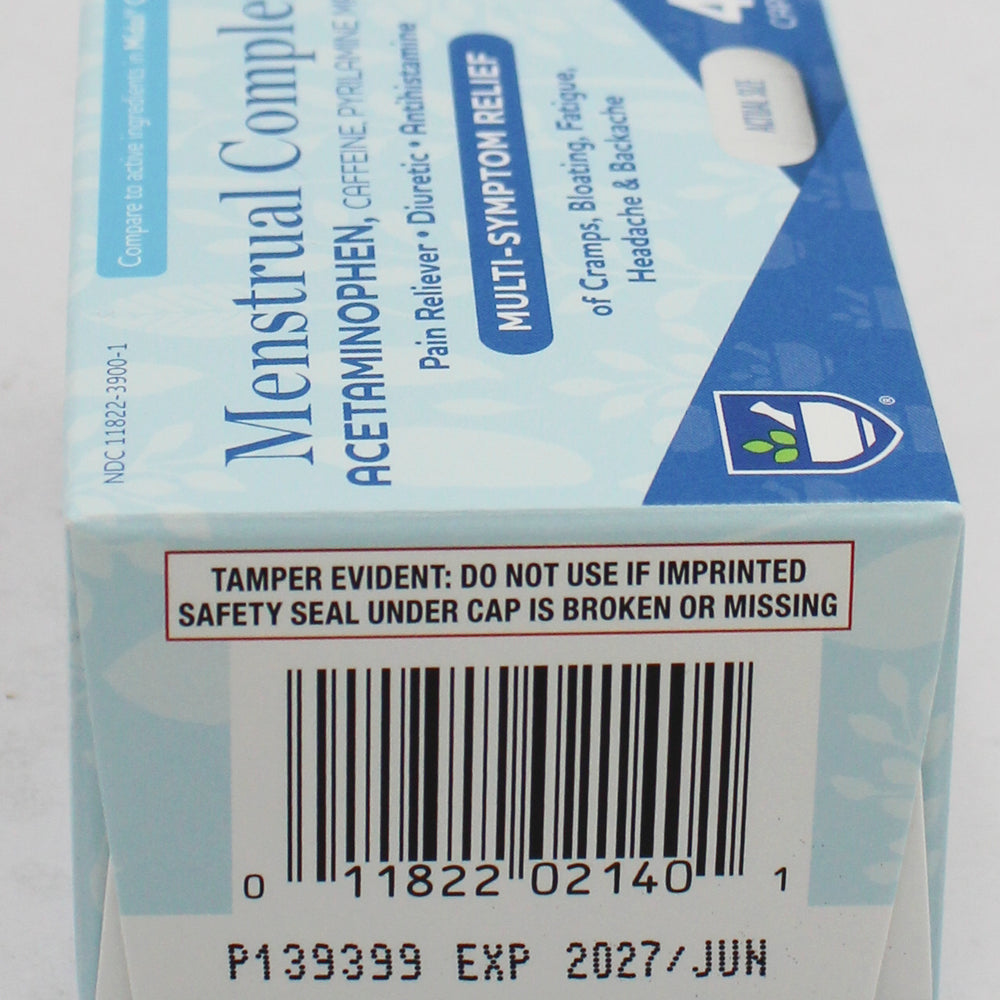 Compare to active ingredients in Midol®
NDC 11822-3900-1
Menstrual Comple
ACETAMINOPHEN, CAFFEINE, PYRILAMINE M
Pain Reliever • Diuretic • Antihistamine
MULTI-SYMPTOM RELIEF
of Cramps, Bloating, Fatigue,
Headache & Backache
4
ACTUAL SIZE
®
TAMPER EVIDENT: DO NOT USE IF IMPRINTED
SAFETY SEAL UNDER CAP IS BROKEN OR MISSING
0 11822 02140 1
P139399 EXP 2027/JUN